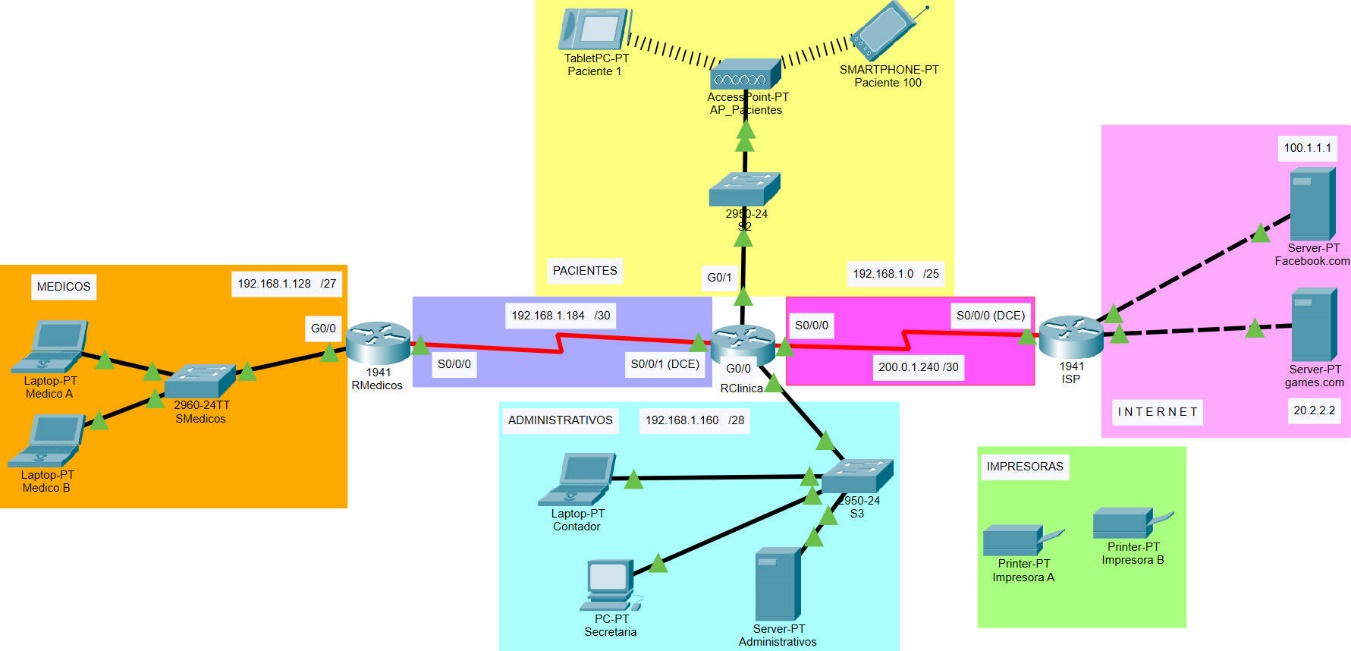 TabletPC-PT
Paciente 1
SMARTPHONE-PT
Paciente 100
AccessPoint-PT
AP_Pacientes
2950-24
S2
PACIENTES
G0/1
192.168.1.0   /25
MEDICOS
192.168.1.128   /27
G0/0
Laptop-PT
Medico A
2960-24TT
SMedicos
Laptop-PT
Medico B
1941
RMedicos
S0/0/0
192.168.1.184   /30
S0/0/1 (DCE)
G0/0
RClinica
S0/0/0
S0/0/0 (DCE)
200.0.1.240 /30
1941
ISP
100.1.1.1
Server-PT
Facebook.com
Server-PT
games.com
I N T E R N E T
20.2.2.2
ADMINISTRATIVOS
192.168.1.160   /28
Laptop-PT
Contador
2950-24
S3
PC-PT
Secretaria
Server-PT
Administrativos
IMPRESORAS
Printer-PT
Impresora A
Printer-PT
Impresora B